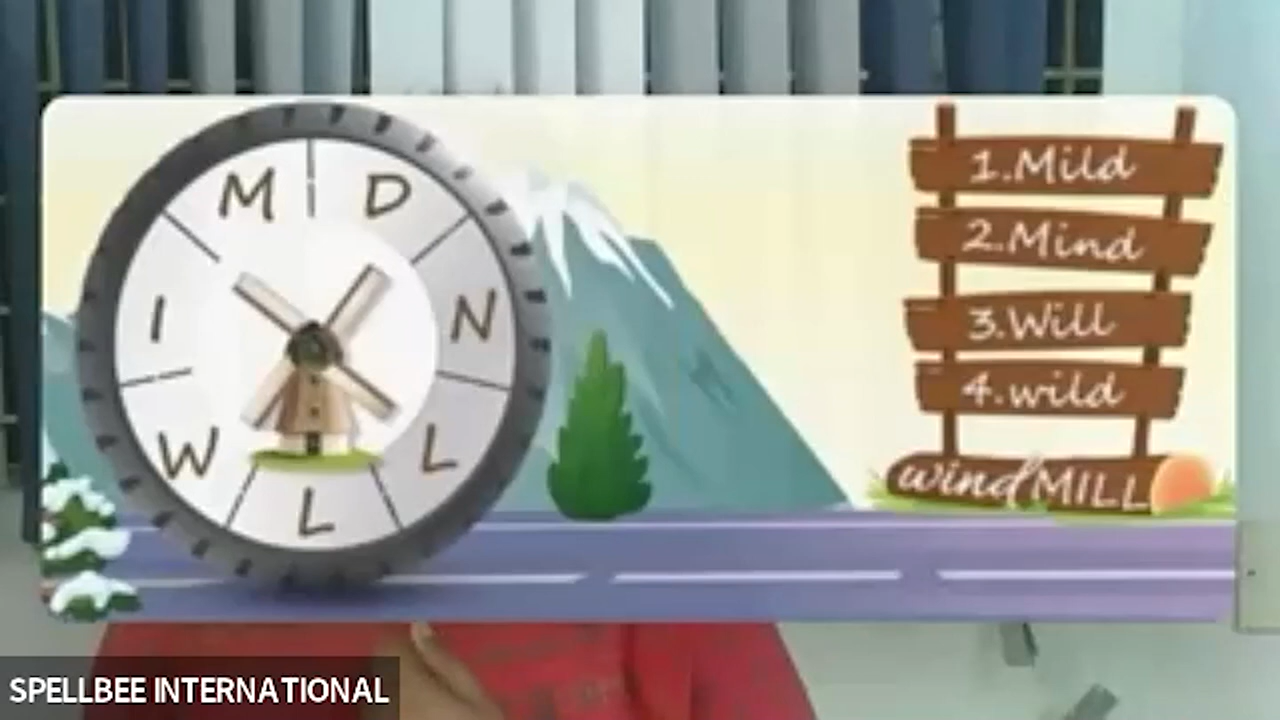 M
D
I
N
W
L
L
1.Mild
2.Mind
3.Will
4.wild
windMILL
SPELLBEE INTERNATIONAL